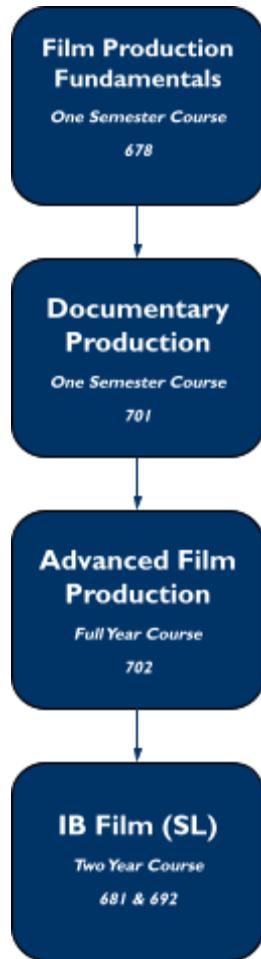 Film Production
Fundamentals
One Semester Course
678
Documentary
Production
One Semester Course
701
Advanced Film
Production
Full Year Course
702
IB Film (SL)
Two Year Course
681 & 692